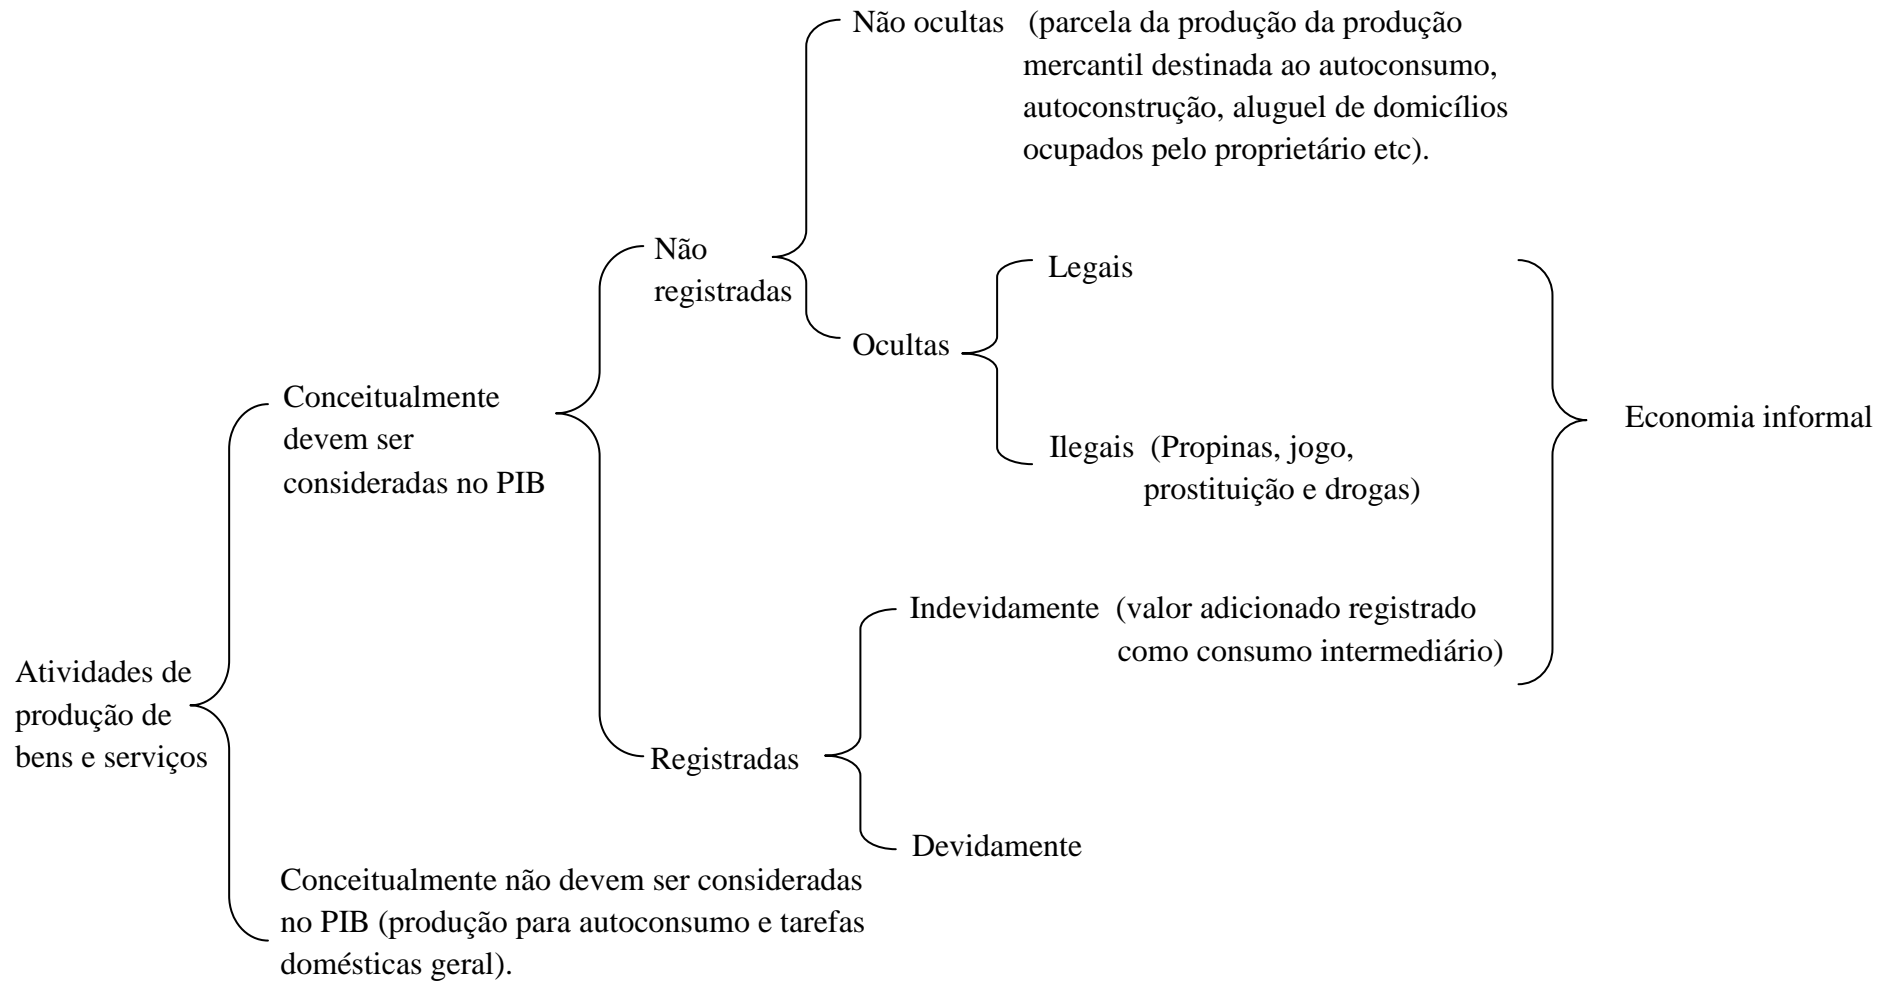 Não ocultas (parcela da produção da produção
mercantil destinada ao autoconsumo,
autoconstrução, aluguel de domicílios
ocupados pelo proprietário etc).
Não
registradas
Legais
Ocultas
Conceitualmente
devem ser
consideradas no PIB
Ilegais (Propinas, jogo,
prostituição e drogas)
Economia informal
Indevidamente (valor adicionado registrado
como consumo intermediário)
Atividades de
produção de
bens e serviços
Registradas
Devidamente
Conceitualmente não devem ser consideradas
no PIB (produção para autoconsumo e tarefas
domésticas geral).